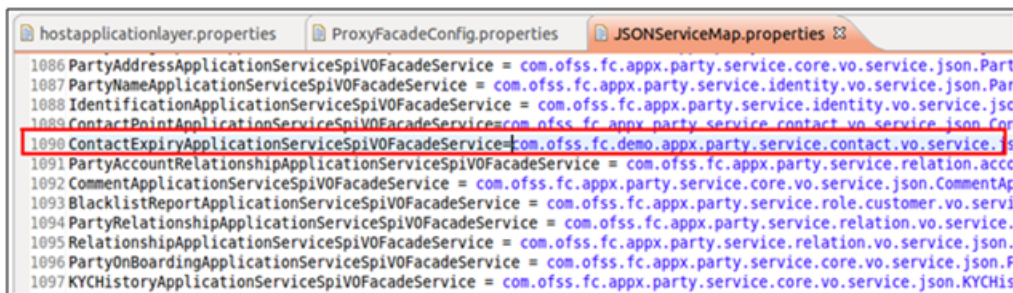 hostapplicationlayer.properties ProxyFacadeConfig.properties JSONServiceMap.properties
1086 PartyAddressApplicationServiceSpiVOFacadeService = com.ofss.fc.appx.party.service.core.vo.service.json.Part
1087 PartyNameApplicationServiceSpiVOFacadeService = com.ofss.fc.appx.party.service.identity.vo.service.json.Par
1088 IdentificationApplicationServiceSpiVOFacadeService = com.ofss.fc.appx.party.service.identity.vo.service.jso
1089 ContactPointApplicationServiceSpiVOFacadeService=com.ofss.fc.appx.party.service.contact.vo.service.json.Con
1090 ContactExpiryApplicationServiceSpiVOFacadeService=com.ofss.fc.demo.appx.party.service.contact.vo.service.js
1091 PartyAccountRelationshipApplicationServiceSpiVOFacadeService = com.ofss.fc.appx.party.service.relation.acco
1092 CommentApplicationServiceSpiVOFacadeService = com.ofss.fc.appx.party.service.core.vo.service.json.CommentAp
1093 BlacklistReportApplicationServiceSpiVOFacadeService = com.ofss.fc.appx.party.service.role.customer.vo.servi
1094 PartyRelationshipApplicationServiceSpiVOFacadeService = com.ofss.fc.appx.party.service.relation.vo.service.
1095 RelationshipApplicationServiceSpiVOFacadeService = com.ofss.fc.appx.party.service.relation.vo.service.json.
1096 PartyOnBoardingApplicationServiceSpiVOFacadeService = com.ofss.fc.appx.party.service.core.vo.service.json.P
1097 KYCHistoryApplicationServiceSpiVOFacadeService = com.ofss.fc.appx.party.service.core.vo.service.json.KYCHis